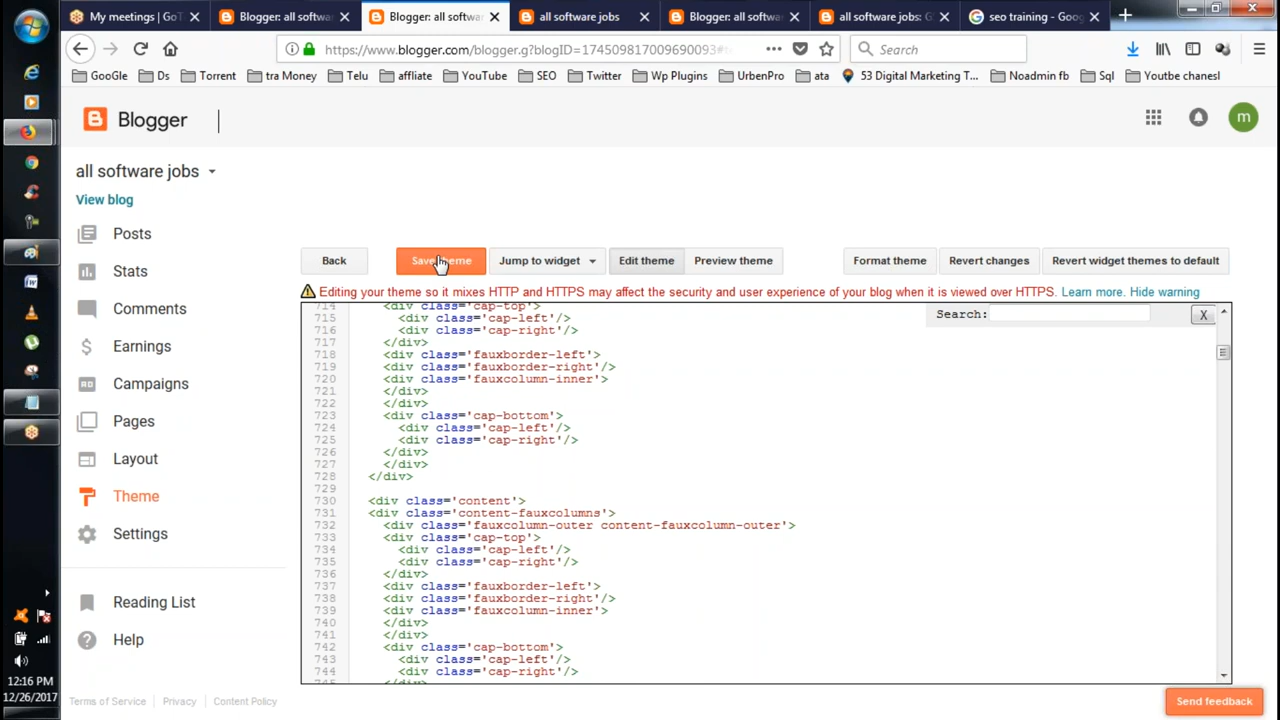 My meetings | GoT
Blogger: all softwa
Blogger: all softwa
all software jobs
Blogger: all softwa
all software jobs: G
seo training - Goog
https://www.blogger.com/blogger.g?blogID=1745098170096900093#t
Search
GooGle
Ds
Torrent
tra Money
Telu
affliate
YouTube
SEO
Twitter
Wp Plugins
UrbenPro
ata
53 Digital Marketing T...
Noadmin fb
Sql
Youtbe chanesl
Blogger
m
all software jobs
View blog
Posts
Stats
Comments
Earnings
Campaigns
Pages
Layout
Theme
Settings
Reading List
Help
Terms of Service
Privacy
Content Policy
Back
Save theme
Jump to widget
Edit theme
Preview theme
Format theme
Revert changes
Revert widget themes to default
Editing your theme so it mixes HTTP and HTTPS may affect the security and user experience of your blog when it is viewed over HTTPS. Learn more. Hide warning
Search:
X
714 <div class='cap-top'>
715 <div class='cap-left'/>
716 <div class='cap-right'/>
717 </div>
718 <div class='fauxborder-left'>
719 <div class='fauxborder-right'/>
720 <div class='fauxcolumn-inner'>
721 </div>
722 </div>
723 <div class='cap-bottom'>
724 <div class='cap-left'/>
725 <div class='cap-right'/>
726 </div>
727 </div>
728 </div>
729
730 <div class='content'>
731 <div class='content-fauxcolumns'>
732 <div class='fauxcolumn-outer content-fauxcolumn-outer'>
733 <div class='cap-top'>
734 <div class='cap-left'/>
735 <div class='cap-right'/>
736 </div>
737 <div class='fauxborder-left'>
738 <div class='fauxborder-right'/>
739 <div class='fauxcolumn-inner'>
740 </div>
741 </div>
742 <div class='cap-bottom'>
743 <div class='cap-left'/>
744 <div class='cap-right'/>
Send feedback
12:16 PM
12/26/2017